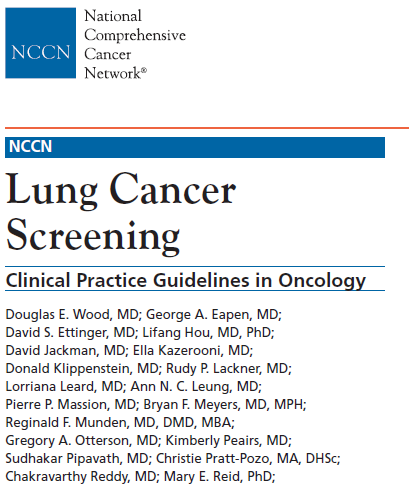 National
Comprehensive
NCCN Cancer
Network®
NCCN
Lung Cancer
Screening
Clinical Practice Guidelines in Oncology
Douglas E. Wood, MD; George A. Eapen, MD;
David S. Ettinger, MD; Lifang Hou, MD, PhD;
David Jackman, MD; Ella Kazerooni, MD;
Donald Klippenstein, MD; Rudy P. Lackner, MD;
Lorriana Leard, MD; Ann N. C. Leung, MD;
Pierre P. Massion, MD; Bryan F. Meyers, MD, MPH;
Reginald F. Munden, MD, DMD, MBA;
Gregory A. Otterson, MD; Kimberly Peairs, MD;
Sudhakar Pipavath, MD; Christie Pratt-Pozo, MA, DHSc;
Chakravarthy Reddy, MD; Mary E. Reid, PhD;